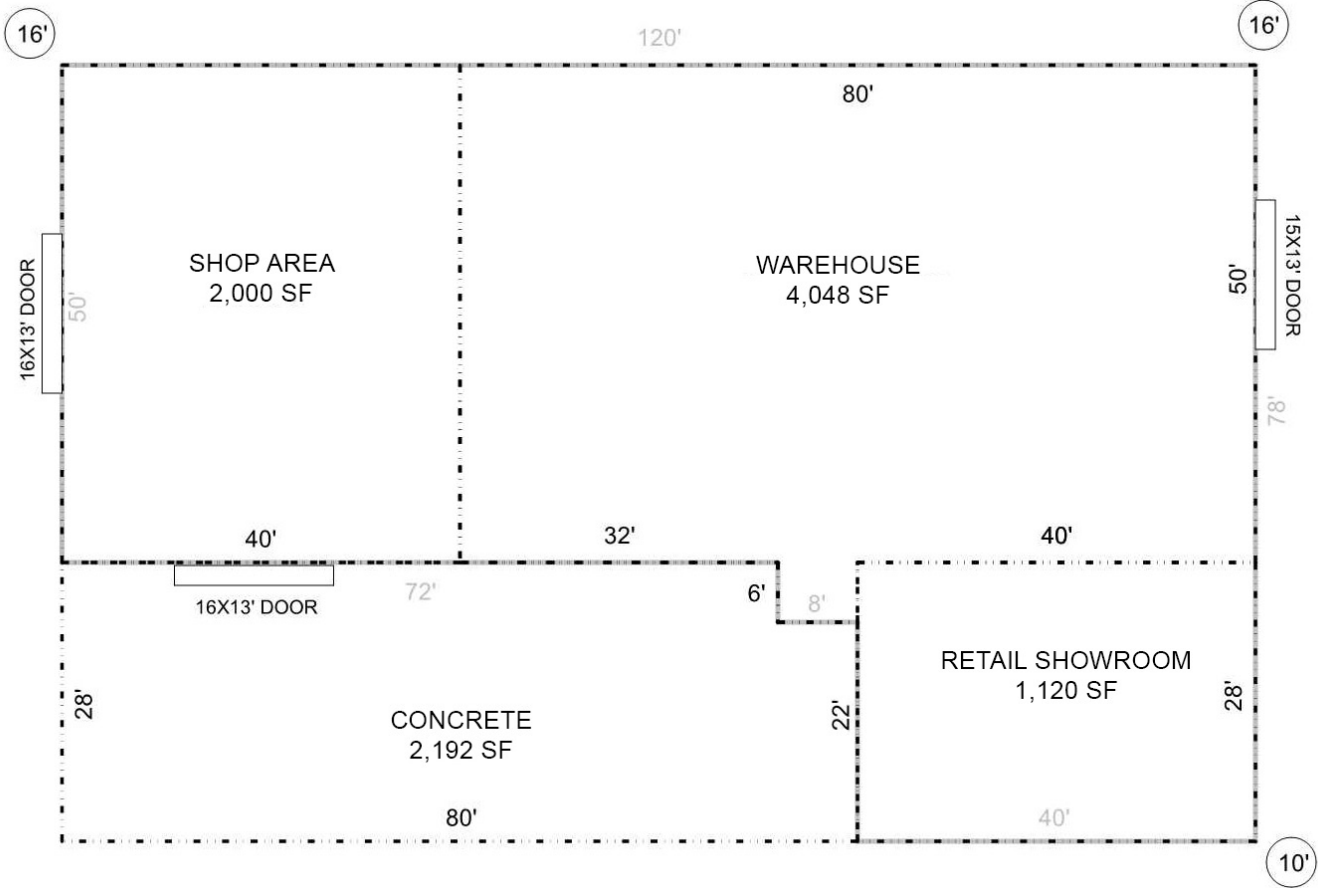 16'
120'
16'
80'
SHOP AREA
2,000 SF
WAREHOUSE
4,048 SF
16X13' DOOR
50'
50'
15X13' DOOR
78'
40'
32'
40'
16X13' DOOR
72'
6'
8'
RETAIL SHOWROOM
1,120 SF
28'
CONCRETE
2,192 SF
22'
28'
80'
40'
10'